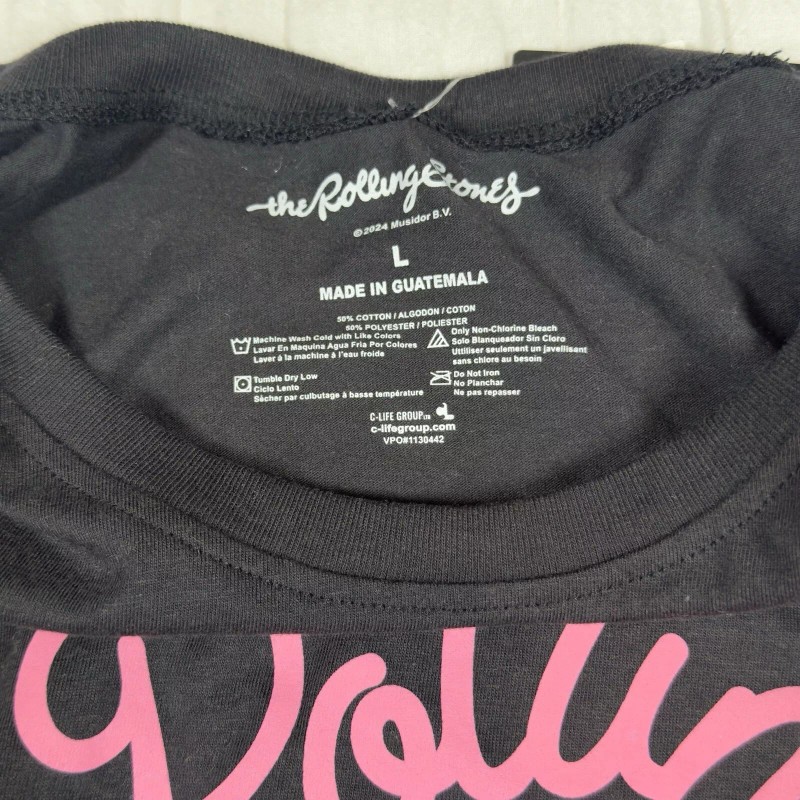 the Rolling Stones
©2024 Musidor B.V.
L
MADE IN GUATEMALA
50% COTTON / ALGODON / COTON
50% POLYESTER / POLIESTER
Machine Wash Cold with Like Colors
Lavar En Maquina Agua Fria Por Colores
Laver à la machine à l'eau froide
Only Non-Chlorine Bleach
Solo Blanqueador Sin Cloro
Utiliser seulement un javellisant
sans chlore au besoin
Tumble Dry Low
Ciclo Lento
Sècher par culbutage à basse température
Do Not Iron
No Planchar
Ne pas repasser
C-LIFE GROUP LTD
c-lifegroup.com
VPO#1130442